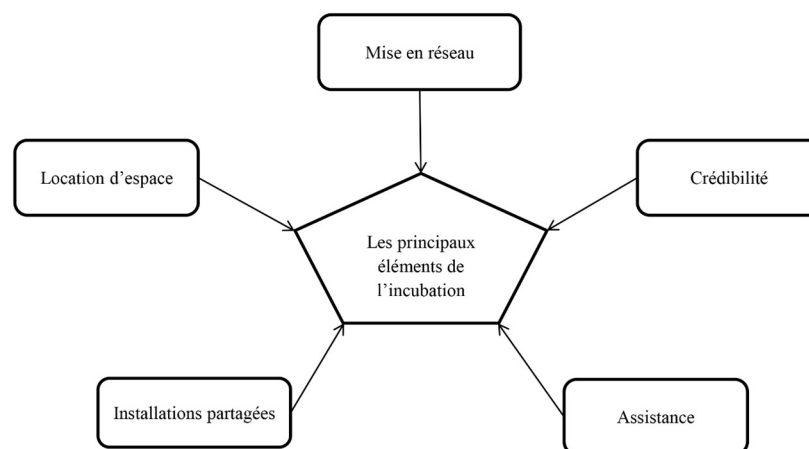 Mise en réseau
Location d’espace
Crédibilité
Les principaux
éléments de
l’incubation
Installations partagées
Assistance